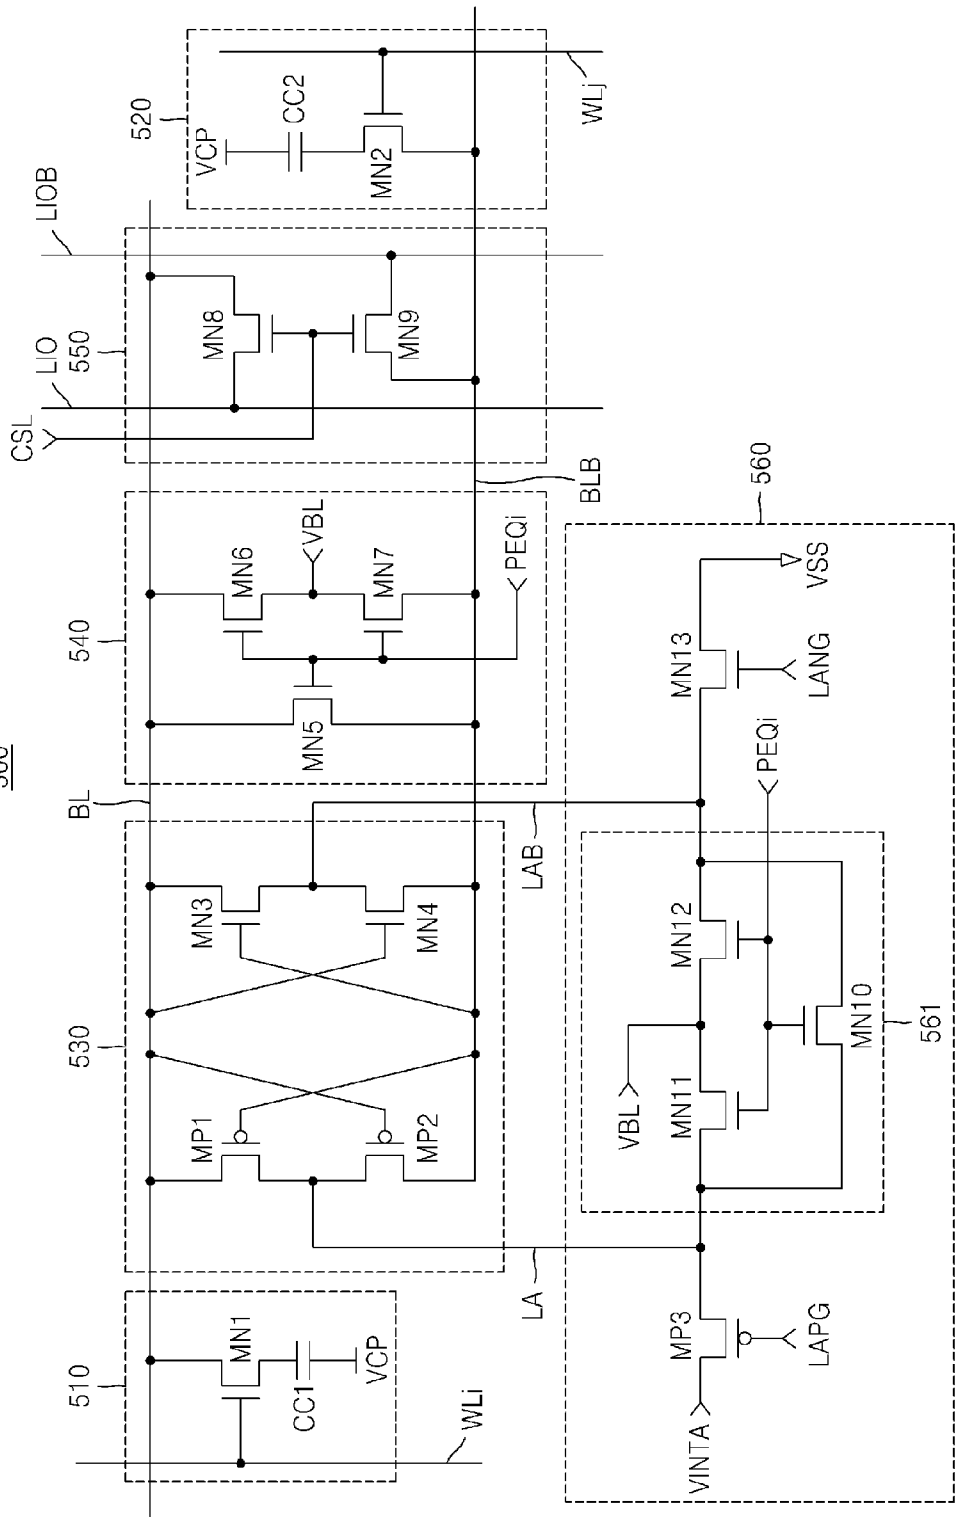 510
WLi
MN1
CC1
VCP
530
MP1
MP2
MN3
MN4
BL
540
MN5
MN6
MN7
VBL
PEQi
CSL
LIO
550
LIOB
MN8
MN9
BLB
520
VCP
CC2
MN2
WLj
LA
LAB
560
VINTA
MP3
LAPG
VBL
MN11
MN12
MN10
561
PEQi
MN13
LANG
VSS